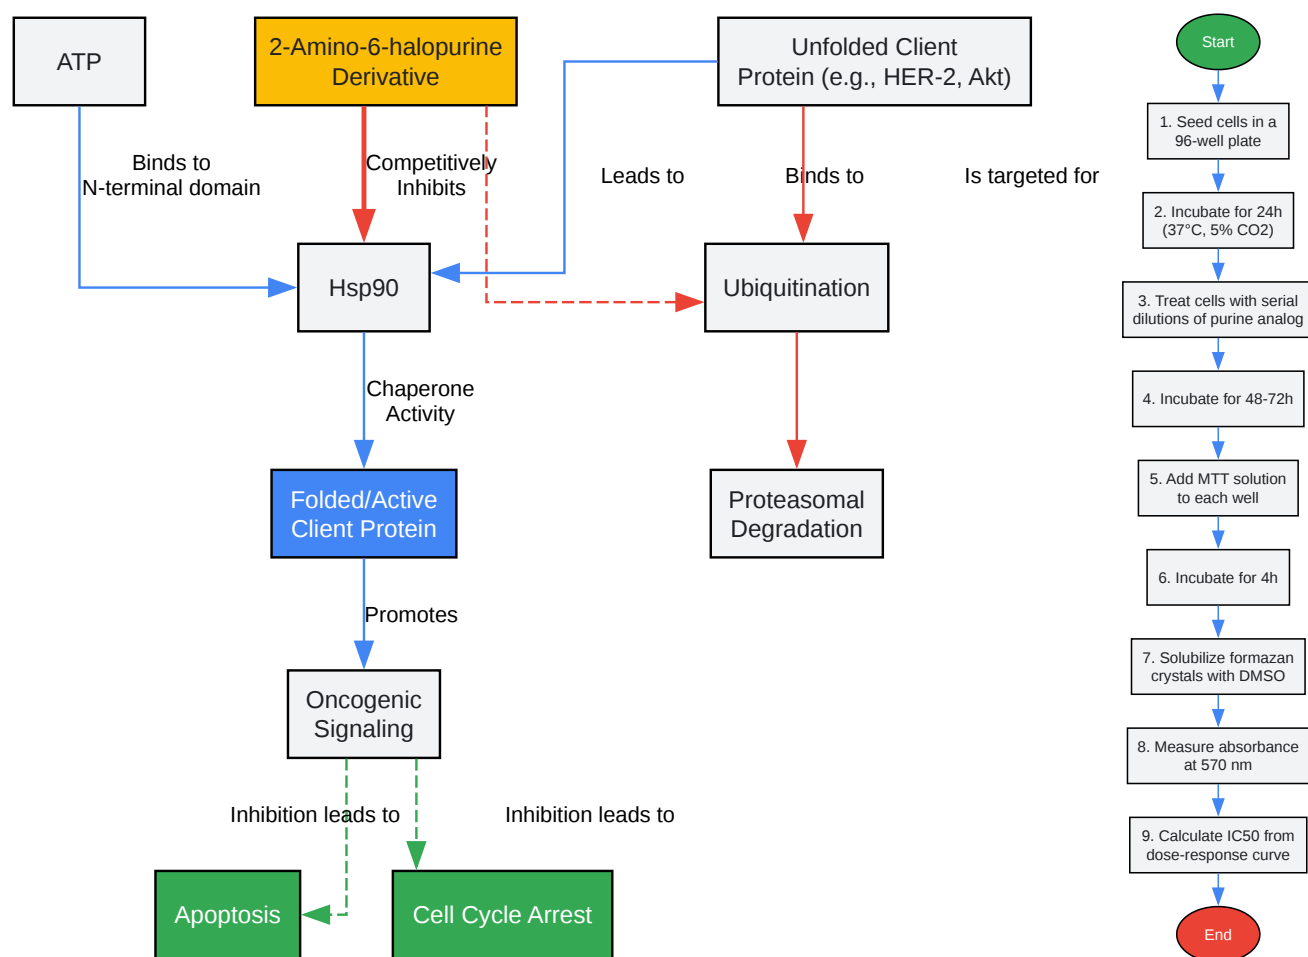 ATP
2-Amino-6-halopurine
Derivative
Unfolded Client
Protein (e.g., HER-2, Akt)
Binds to
N-terminal domain
Competitively
Inhibits
Leads to
Binds to
Is targeted for
Hsp90
Ubiquitination
Chaperone
Activity
Folded/Active
Client Protein
Proteasomal
Degradation
Promotes
Oncogenic
Signaling
Inhibition leads to
Inhibition leads to
Apoptosis
Cell Cycle Arrest
Start
1. Seed cells in a
96-well plate
2. Incubate for 24h
(37°C, 5% CO2)
3. Treat cells with serial
dilutions of purine analog
4. Incubate for 48-72h
5. Add MTT solution
to each well
6. Incubate for 4h
7. Solubilize formazan
crystals with DMSO
8. Measure absorbance
at 570 nm
9. Calculate IC50 from
dose-response curve
End